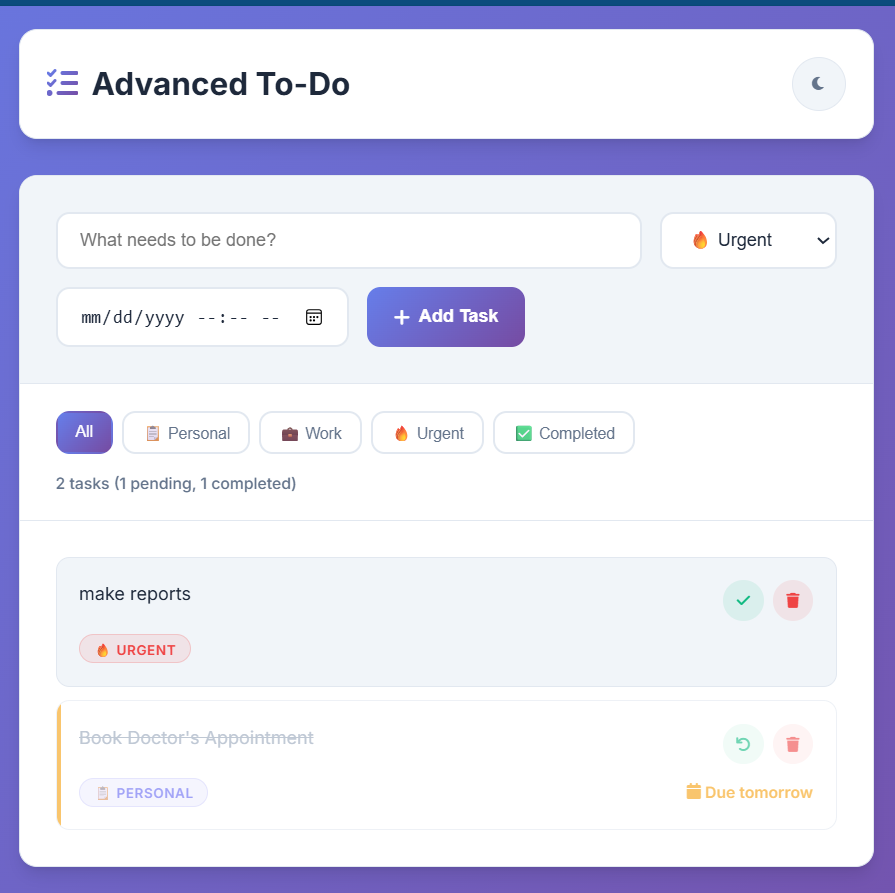 Advanced To-Do
What needs to be done?
🔥 Urgent
mm/dd/yyyy --:-- --
+ Add Task
All
📋 Personal
💼 Work
🔥 Urgent
✅ Completed
2 tasks (1 pending, 1 completed)
make reports
🔥 URGENT
Book Doctor's Appointment
📋 PERSONAL
Due tomorrow